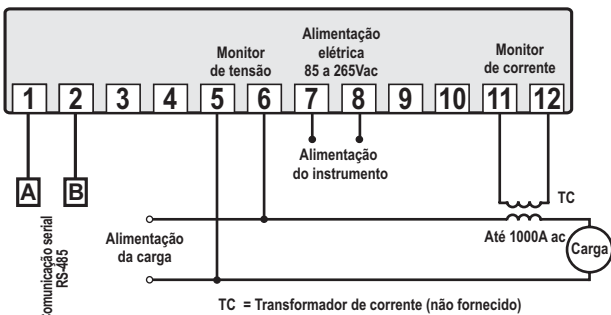 Alimentação
elétrica
85 a 265Vac
Monitor
de tensão
Monitor
de corrente
1 2 3 4 5 6 7 8 9 10 11 12
Alimentação
do instrumento
A B
Comunicação serial
RS-485
TC
Alimentação
da carga
Até 1000A ac
Carga
TC = Transformador de corrente (não fornecido)